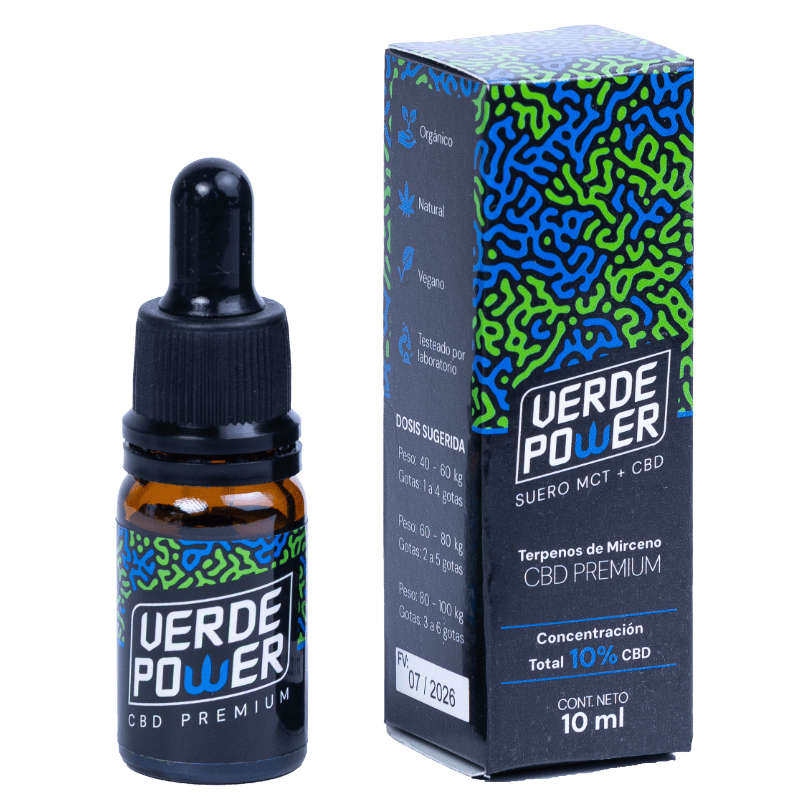 VERDE
POWER
CBD PREMIUM
Orgánico
Natural
Vegano
Testeado por
laboratorio
DOSIS SUGERIDA
Peso: 40 - 60 kg
Gotas: 1 a 4 gotas
Peso: 60 - 80 kg
Gotas: 2 a 5 gotas
Peso: 80 - 100 kg
Gotas: 3 a 6 gotas
FV:
07 / 2026
VERDE
POWER
SUERO MCT + CBD
Terpenos de Mirceno
CBD PREMIUM
Concentración
Total 10% CBD
CONT. NETO
10 ml